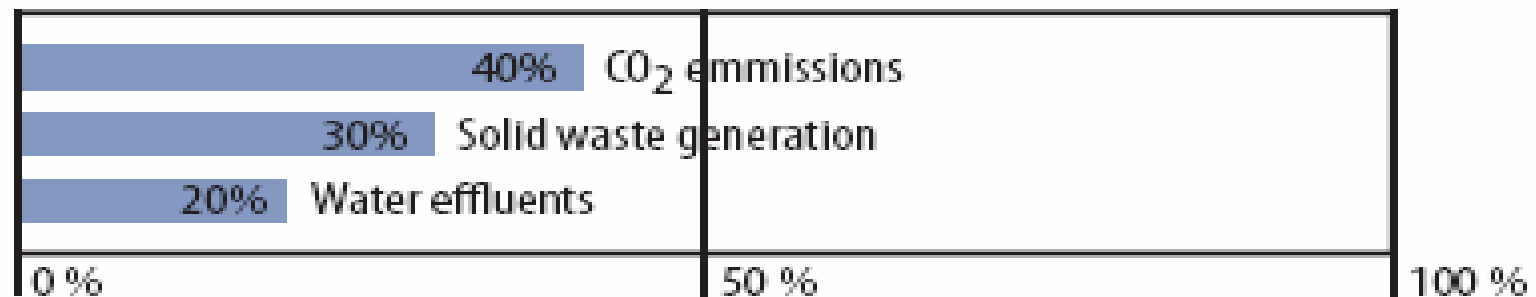 40% CO₂ emmissions
30% Solid waste generation
20% Water effluents
0 % 50 % 100 %